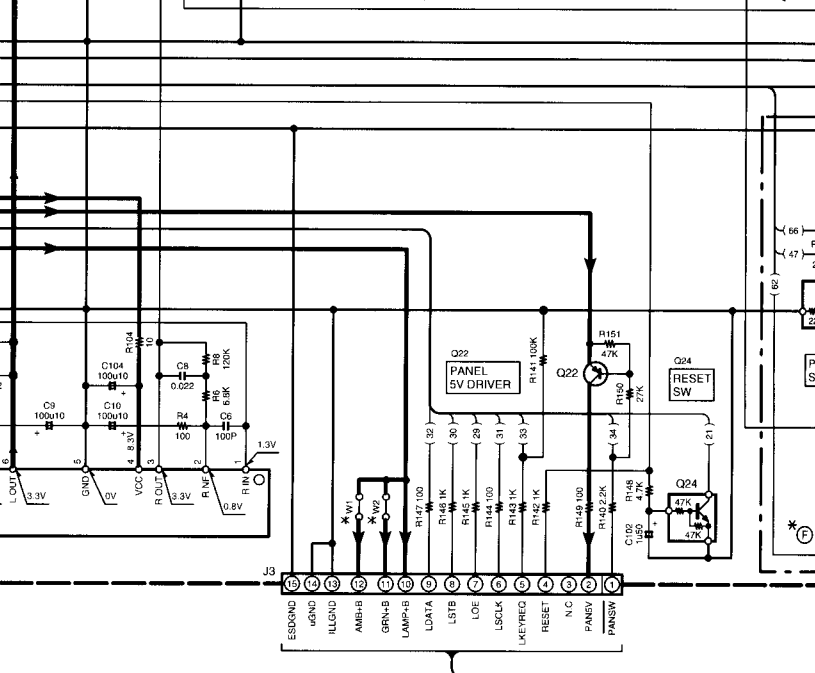 66
R
47
2
62
22
P
S
R104
10
R8
120K
C104
100u10
+
C8
0.022
R6
6.8K
C9
100u10
+
C10
100u10
+
R4
100
C6
100P
8.3V
1.3V
6
5
4
3
2
1
L OUT
GND
VCC
R OUT
R NF
R IN
3.3V
0V
3.3V
0.8V
R141 100K
R151
47K
Q22
PANEL
5V DRIVER
Q22
R150
27K
Q24
RESET
SW
32
30
29
31
33
34
21
W1
*
W2
*
R147 100
R146 1K
R145 1K
R144 100
R143 1K
R142 1K
R149 100
R140 2.2K
R148
4.7K
C102
1u50
+
Q24
47K
47K
*
F
J3
15
14
13
12
11
10
9
8
7
6
5
4
3
2
1
ESDGND
uGND
ILLGND
AMB+B
GRN+B
LAMP+B
LDATA
LSTB
LOE
LSCLK
LKEYREQ
RESET
N.C
PAN5V
PANSW